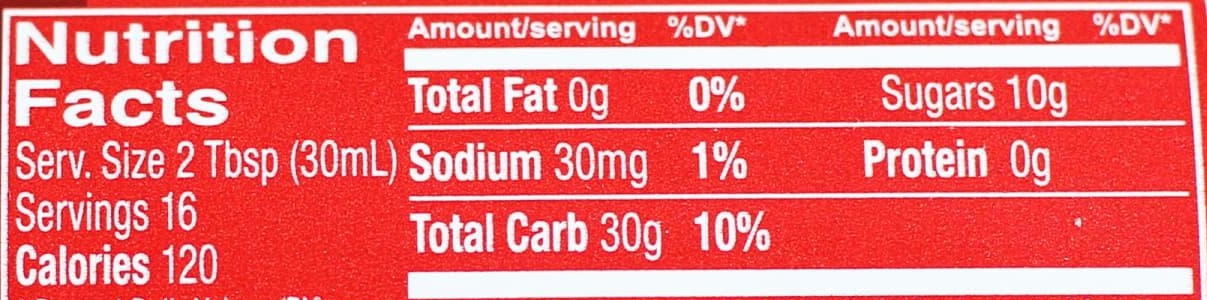 Nutrition
Facts
Serv. Size 2 Tbsp (30mL)
Servings 16
Calories 120
Amount/serving %DV*
Total Fat 0g 0%
Sodium 30mg 1%
Total Carb 30g 10%
Amount/serving %DV*
Sugars 10g
Protein 0g